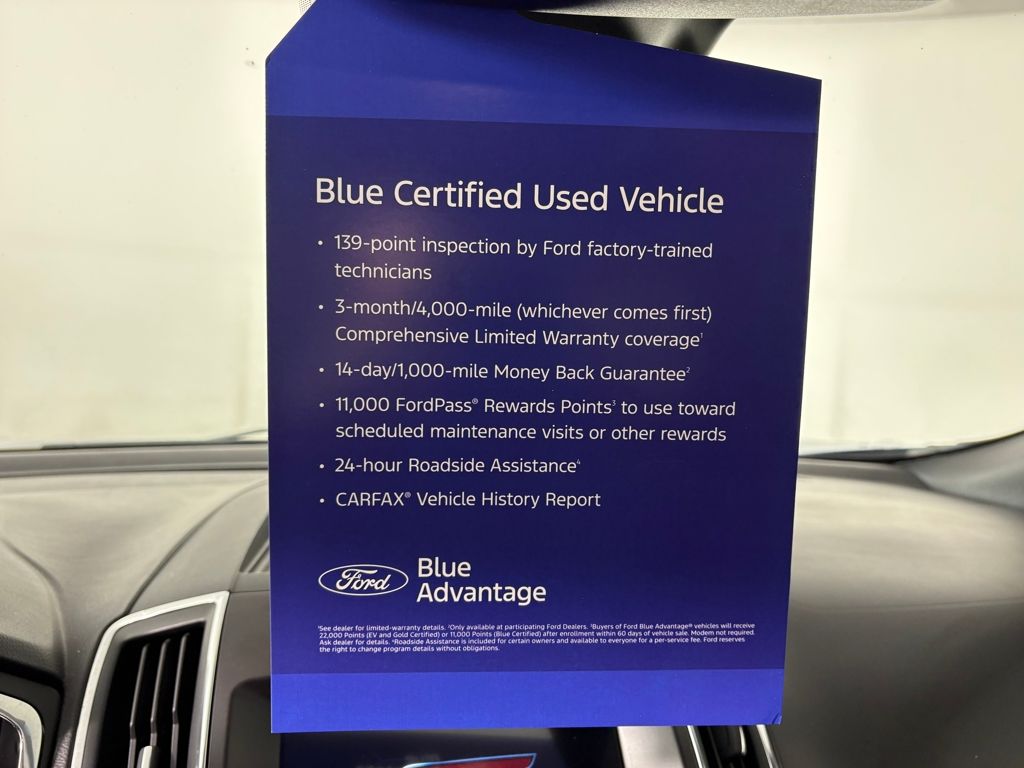 Blue Certified Used Vehicle
• 139-point inspection by Ford factory-trained
technicians
• 3-month/4,000-mile (whichever comes first)
Comprehensive Limited Warranty coverage¹
• 14-day/1,000-mile Money Back Guarantee²
• 11,000 FordPass® Rewards Points³ to use toward
scheduled maintenance visits or other rewards
• 24-hour Roadside Assistance⁴
• CARFAX® Vehicle History Report
Ford
Blue
Advantage
¹See dealer for limited-warranty details. ²Only available at participating Ford Dealers. ³Buyers of Ford Blue Advantage® vehicles will receive
22,000 Points (EV and Gold Certified) or 11,000 Points (Blue Certified) after enrollment within 60 days of vehicle sale. Modem not required.
Ask dealer for details. ⁴Roadside Assistance is included for certain owners and available to everyone for a per-service fee. Ford reserves
the right to change program details without obligations.